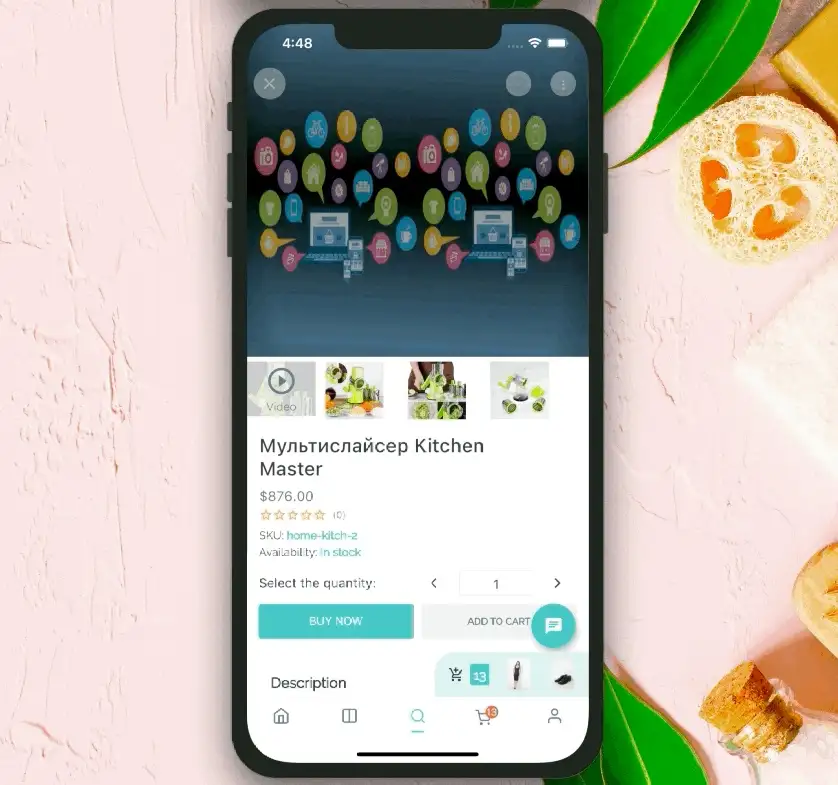 4:48
Video
Мультислайсер Kitchen
Master
$876.00
(0)
SKU: home-kitch-2
Availability: In stock
Select the quantity:
1
BUY NOW
ADD TO CART
Description
13
13